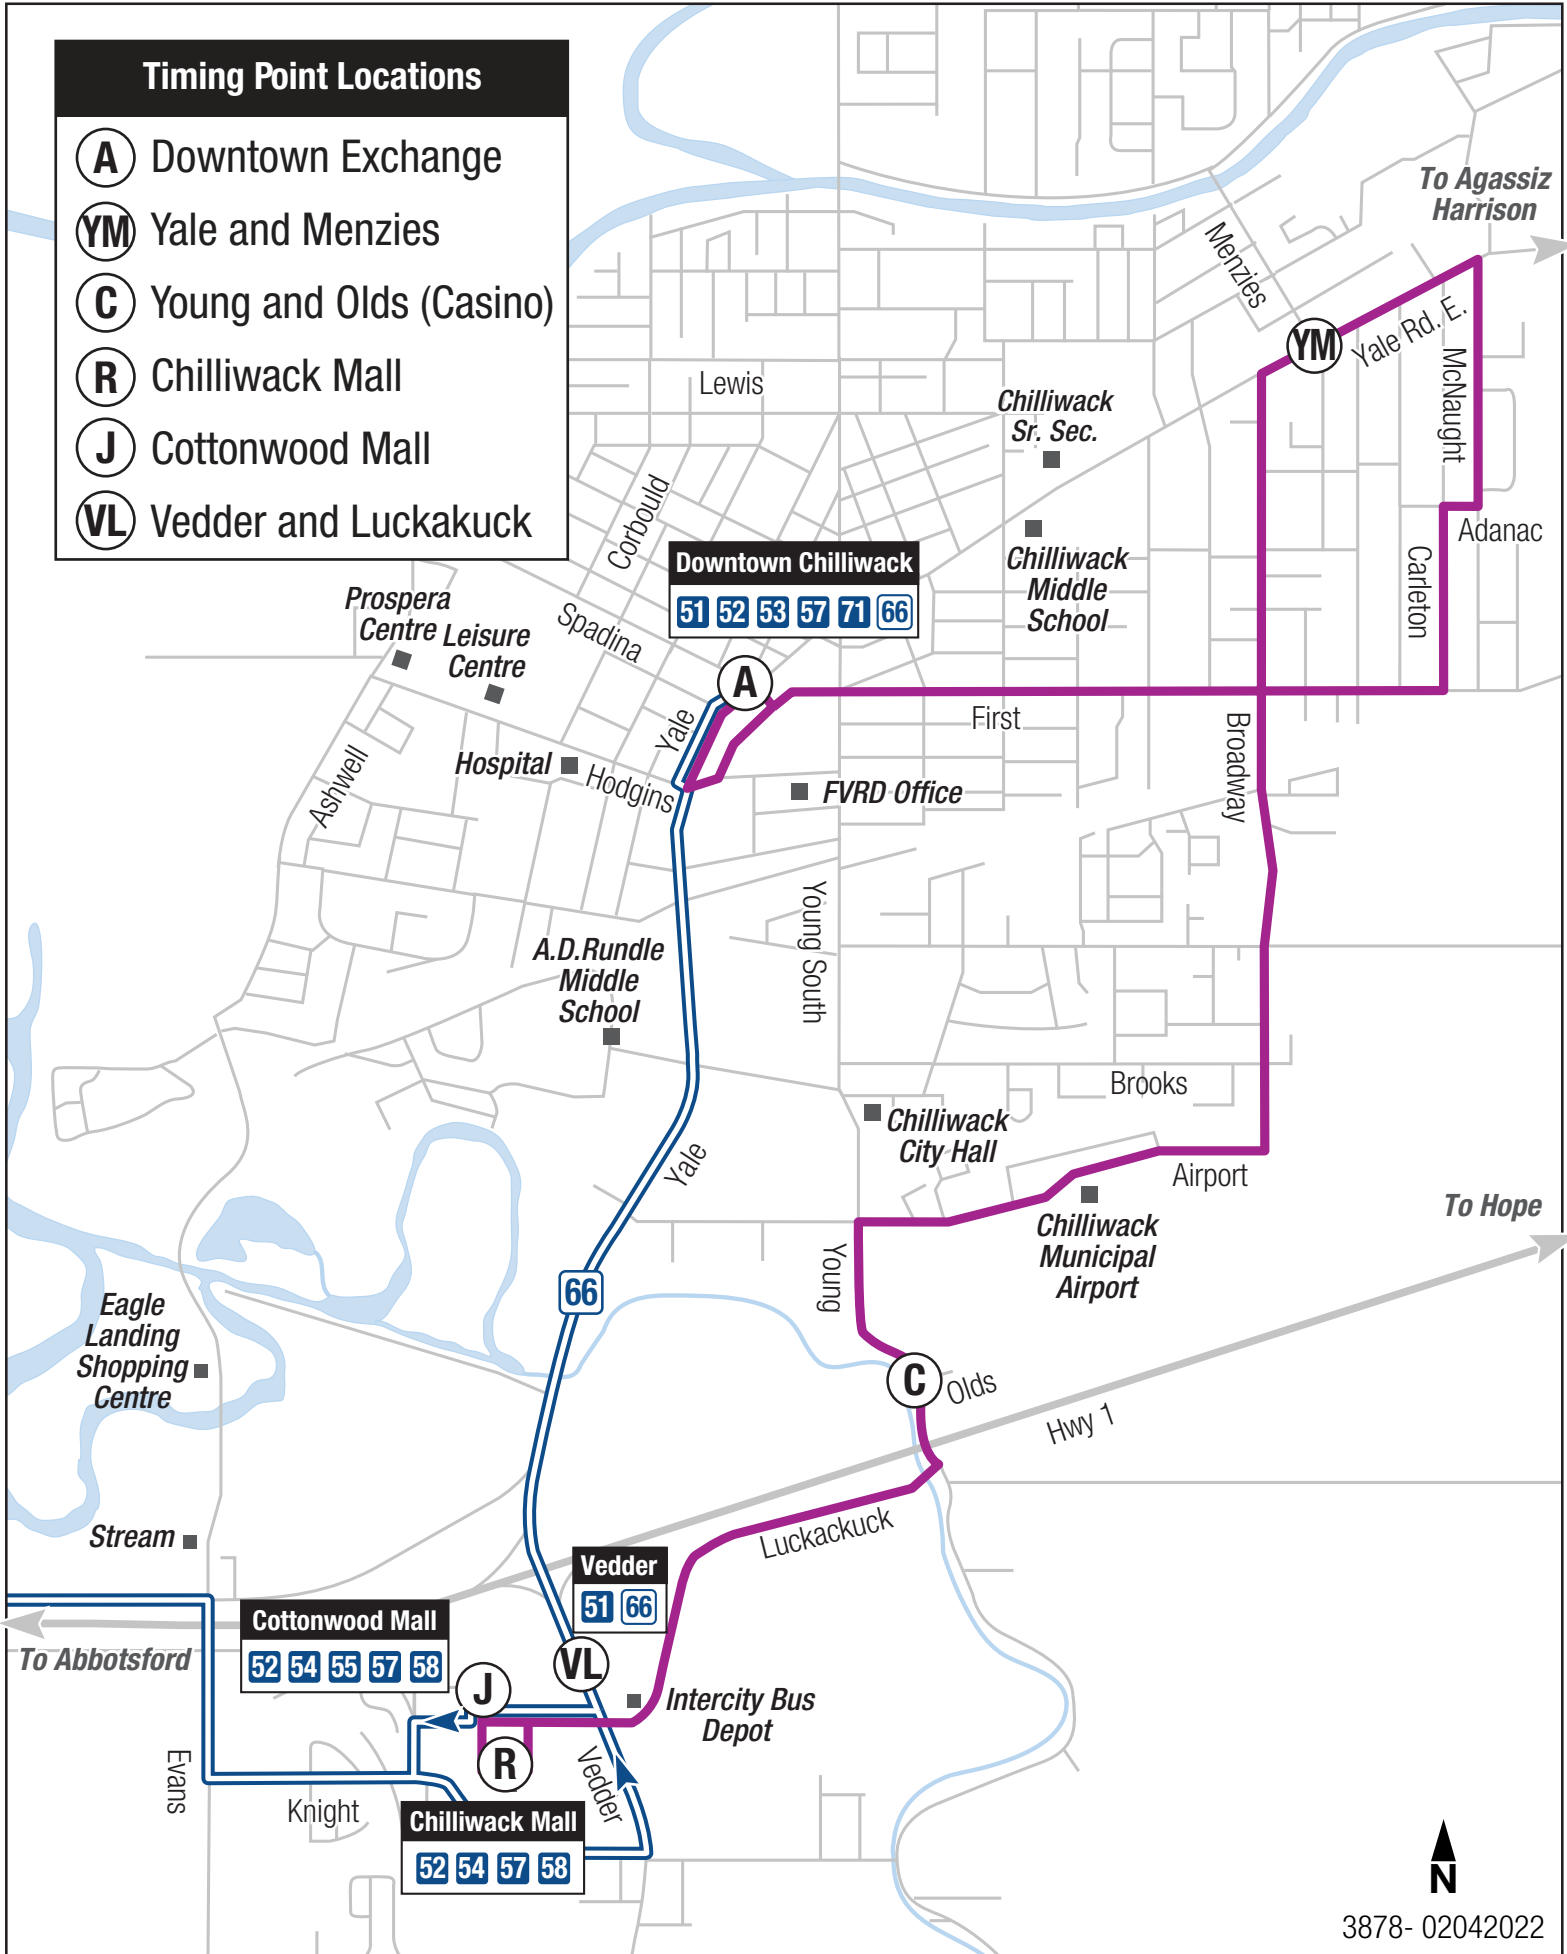 Timing Point Locations
A Downtown Exchange
YM Yale and Menzies
C Young and Olds (Casino)
R Chilliwack Mall
J Cottonwood Mall
VL Vedder and Luckakuck
To Agassiz
Harrison
Menzies
YM
Yale Rd. E.
McNaught
Lewis
Chilliwack
Sr. Sec.
Corbould
Adanac
Carleton
Downtown Chilliwack
51 52 53 57 71 66
Chilliwack
Middle
School
Prospera
Centre
Leisure
Centre
Spadina
A
Yale
First
Broadway
Hospital
Hodgins
Ashwell
FVRD Office
Young South
A.D.Rundle
Middle
School
Brooks
Chilliwack
City Hall
Yale
Airport
Chilliwack
Municipal
Airport
To Hope
Young
66
Eagle
Landing
Shopping
Centre
C
Olds
Hwy 1
Luckackuck
Stream
Vedder
51 66
Cottonwood Mall
52 54 55 57 58
To Abbotsford
VL
J
Intercity Bus
Depot
R
Vedder
Evans
Knight
Chilliwack Mall
52 54 57 58
N
3878- 02042022